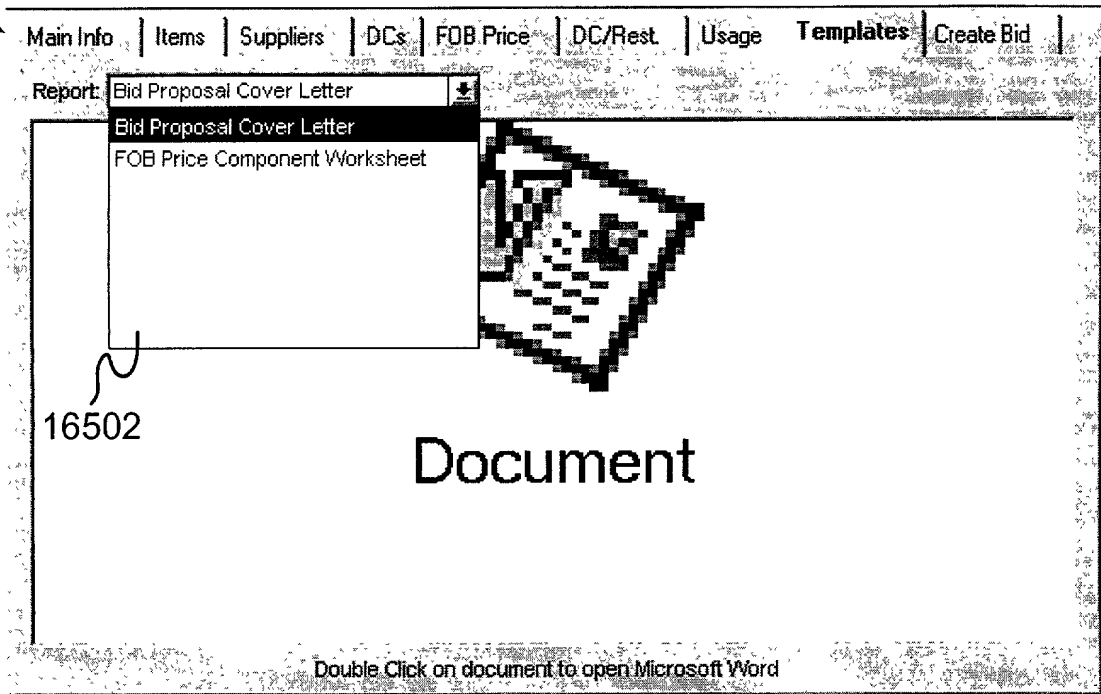 Main Info Items Suppliers DCs FOB Price DC/Rest. Usage Templates Create Bid
Report: Bid Proposal Cover Letter
Bid Proposal Cover Letter
FOB Price Component Worksheet
16502
Document
Double Click on document to open Microsoft Word